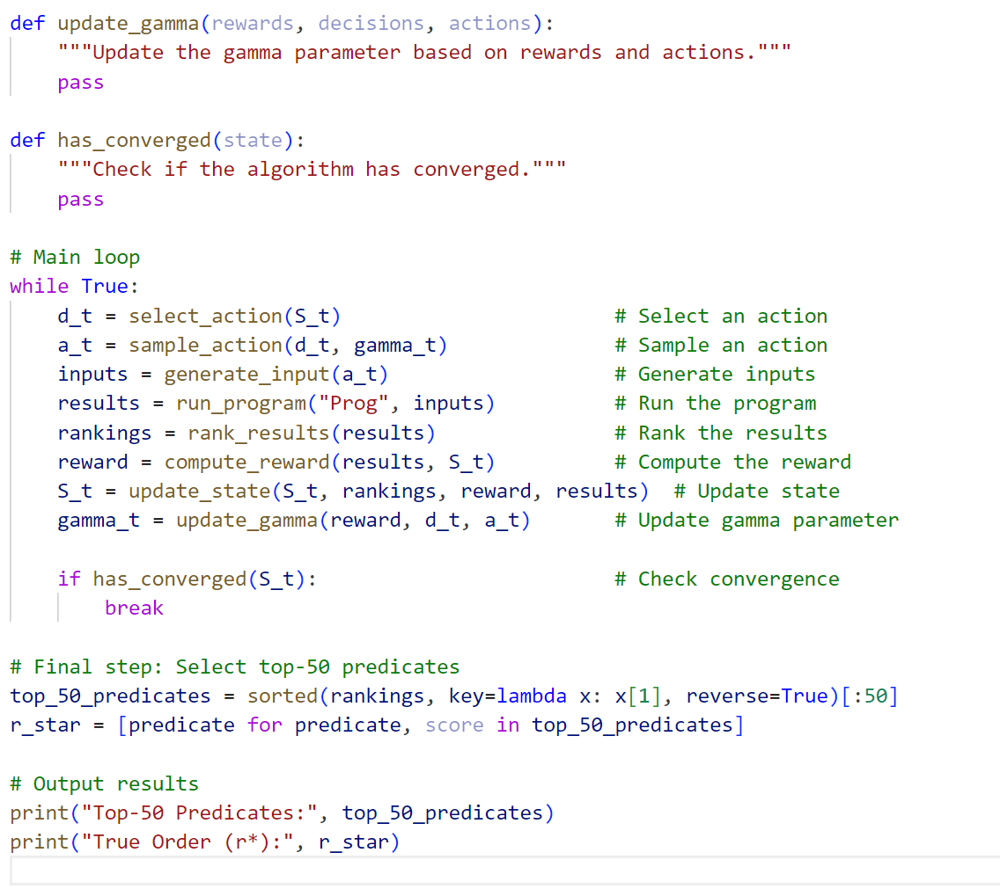 def update_gamma(rewards, decisions, actions):
    """Update the gamma parameter based on rewards and actions."""
    pass

def has_converged(state):
    """Check if the algorithm has converged."""
    pass

# Main loop
while True:
    d_t = select_action(S_t)                       # Select an action
    a_t = sample_action(d_t, gamma_t)              # Sample an action
    inputs = generate_input(a_t)                   # Generate inputs
    results = run_program("Prog", inputs)          # Run the program
    rankings = rank_results(results)               # Rank the results
    reward = compute_reward(results, S_t)          # Compute the reward
    S_t = update_state(S_t, rankings, reward, results)  # Update state
    gamma_t = update_gamma(reward, d_t, a_t)       # Update gamma parameter

    if has_converged(S_t):                         # Check convergence
        break

# Final step: Select top-50 predicates
top_50_predicates = sorted(rankings, key=lambda x: x[1], reverse=True)[:50]
r_star = [predicate for predicate, score in top_50_predicates]

# Output results
print("Top-50 Predicates:", top_50_predicates)
print("True Order (r*):", r_star)